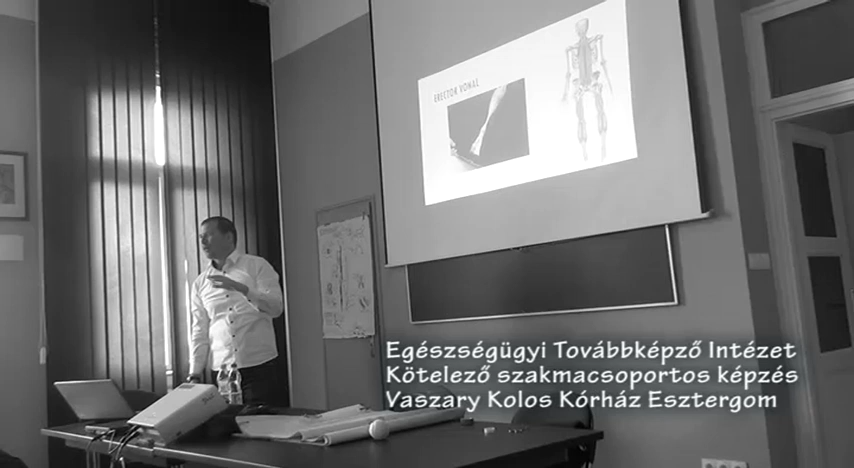 ERECTOR VONAL
Egészségügyi Továbbképző Intézet
Kötelező szakmacsoportos képzés
Vaszary Kolos Kórház Esztergom